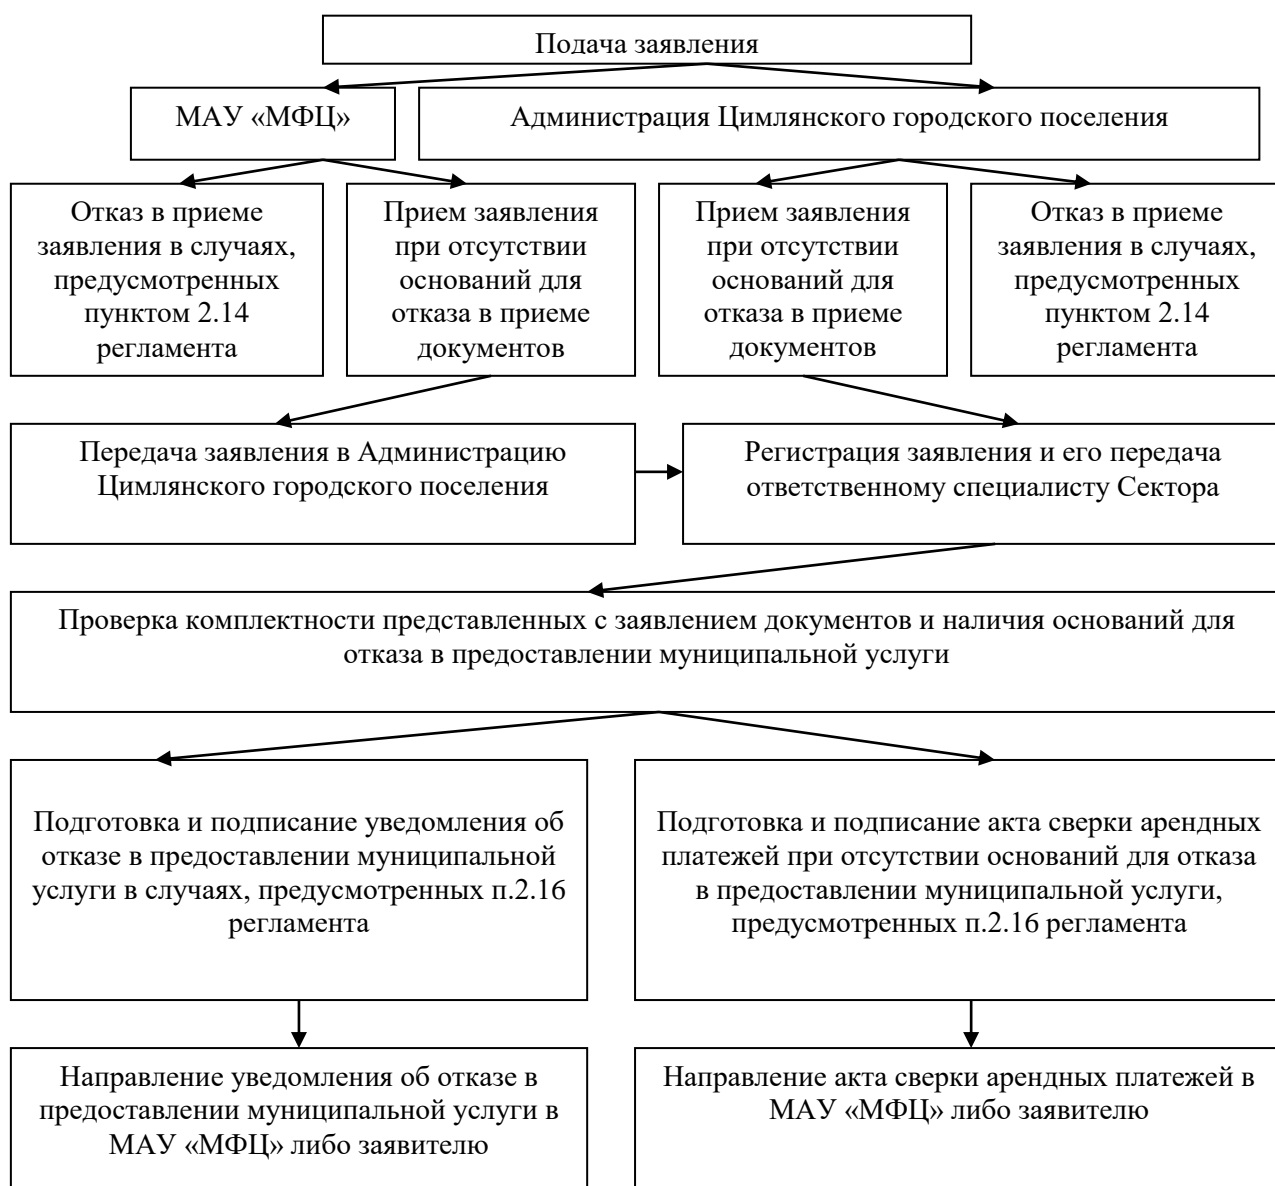 Подача заявления
МАУ «МФЦ»
Администрация Цимлянского городского поселения
Отказ в приеме
заявления в случаях,
предусмотренных
пунктом 2.14
регламента
Прием заявления
при отсутствии
оснований для
отказа в приеме
документов
Прием заявления
при отсутствии
оснований для
отказа в приеме
документов
Отказ в приеме
заявления в случаях,
предусмотренных
пунктом 2.14
регламента
Передача заявления в Администрацию
Цимлянского городского поселения
Регистрация заявления и его передача
ответственному специалисту Сектора
Проверка комплектности представленных с заявлением документов и наличия оснований для
отказа в предоставлении муниципальной услуги
Подготовка и подписание уведомления об
отказе в предоставлении муниципальной
услуги в случаях, предусмотренных п.2.16
регламента
Подготовка и подписание акта сверки арендных
платежей при отсутствии оснований для отказа
в предоставлении муниципальной услуги,
предусмотренных п.2.16 регламента
Направление уведомления об отказе в
предоставлении муниципальной услуги в
МАУ «МФЦ» либо заявителю
Направление акта сверки арендных платежей в
МАУ «МФЦ» либо заявителю